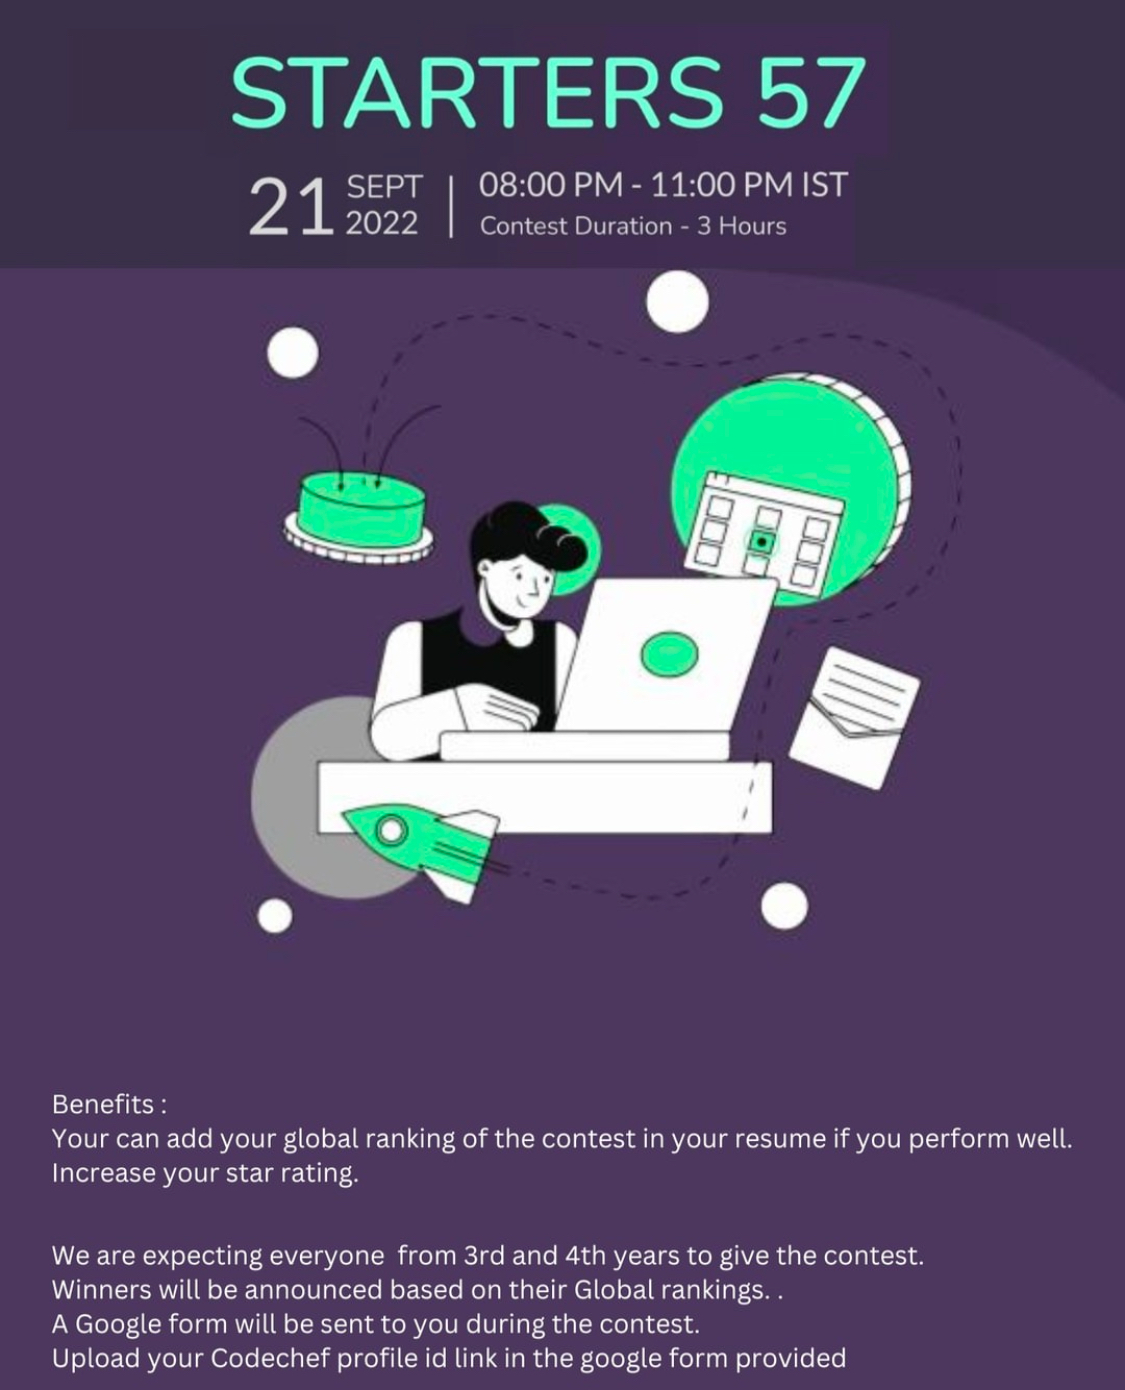 STARTERS 57
21 SEPT 2022
08:00 PM - 11:00 PM IST
Contest Duration - 3 Hours
Benefits :
Your can add your global ranking of the contest in your resume if you perform well.
Increase your star rating.
We are expecting everyone from 3rd and 4th years to give the contest.
Winners will be announced based on their Global rankings. .
A Google form will be sent to you during the contest.
Upload your Codechef profile id link in the google form provided